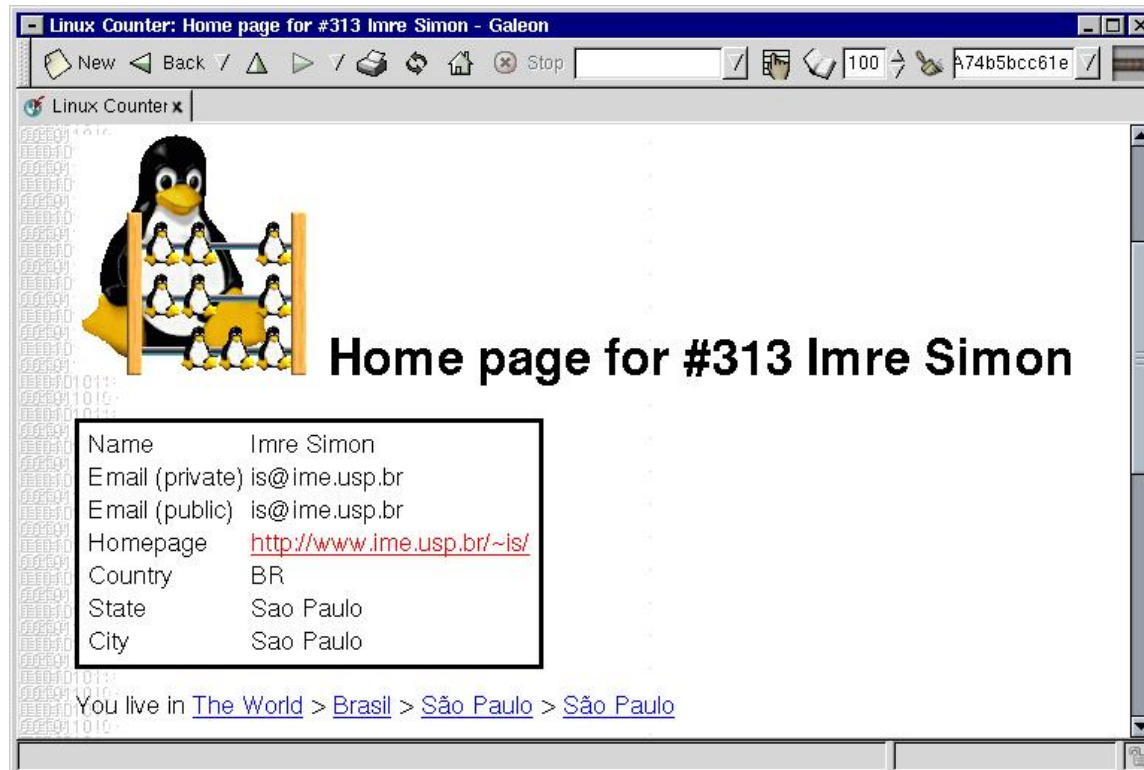 Linux Counter: Home page for #313 Imre Simon - Galeon
New Back Stop 100 A74b5bcc61e
Linux Counter
Home page for #313 Imre Simon
Name Imre Simon
Email (private) is@ime.usp.br
Email (public) is@ime.usp.br
Homepage http://www.ime.usp.br/~is/
Country BR
State Sao Paulo
City Sao Paulo
You live in The World > Brasil > São Paulo > São Paulo